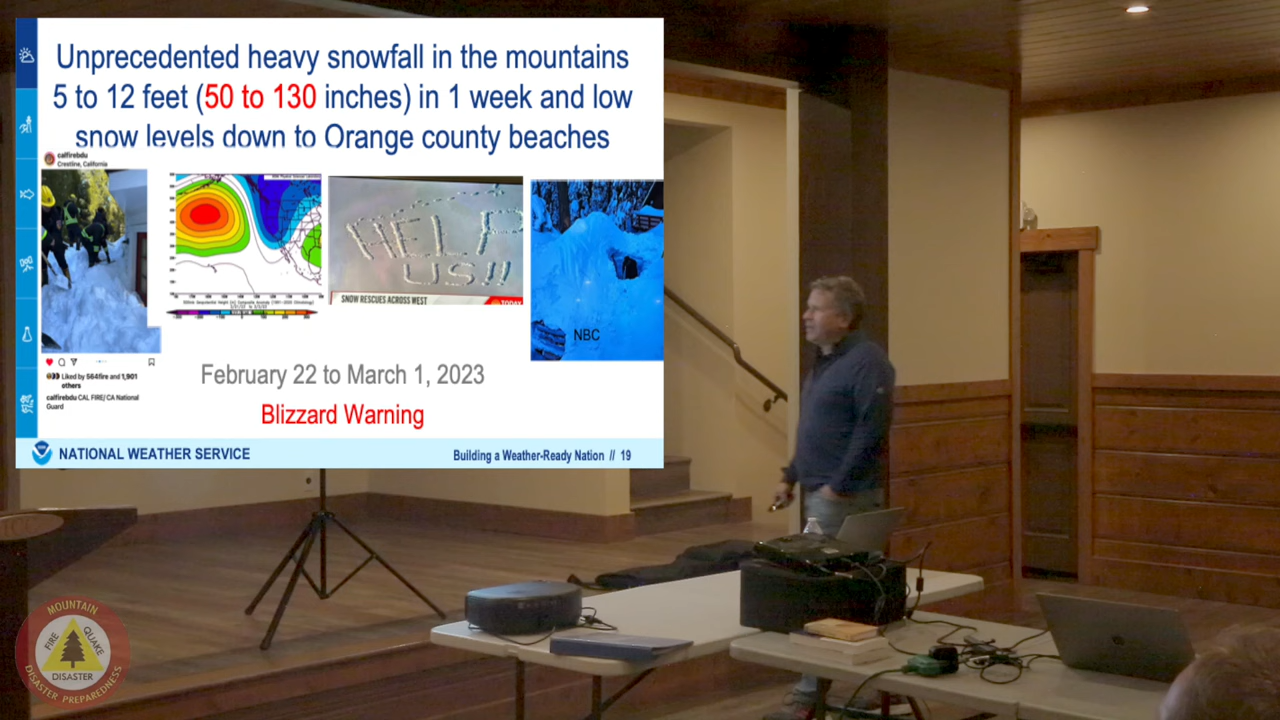 Unprecedented heavy snowfall in the mountains
5 to 12 feet (50 to 130 inches) in 1 week and low
snow levels down to Orange county beaches
calfirebdu
Crestline, California
HELP
US!!
SNOW RESCUES ACROSS WEST
TODAY
NBC
Liked by 564fire and 1,901
others
calfirebdu CAL FIRE/ CA National
Guard
February 22 to March 1, 2023
Blizzard Warning
NATIONAL WEATHER SERVICE
Building a Weather-Ready Nation // 19
MOUNTAIN
FIRE
QUAKE
DISASTER
DISASTER PREPAREDNESS